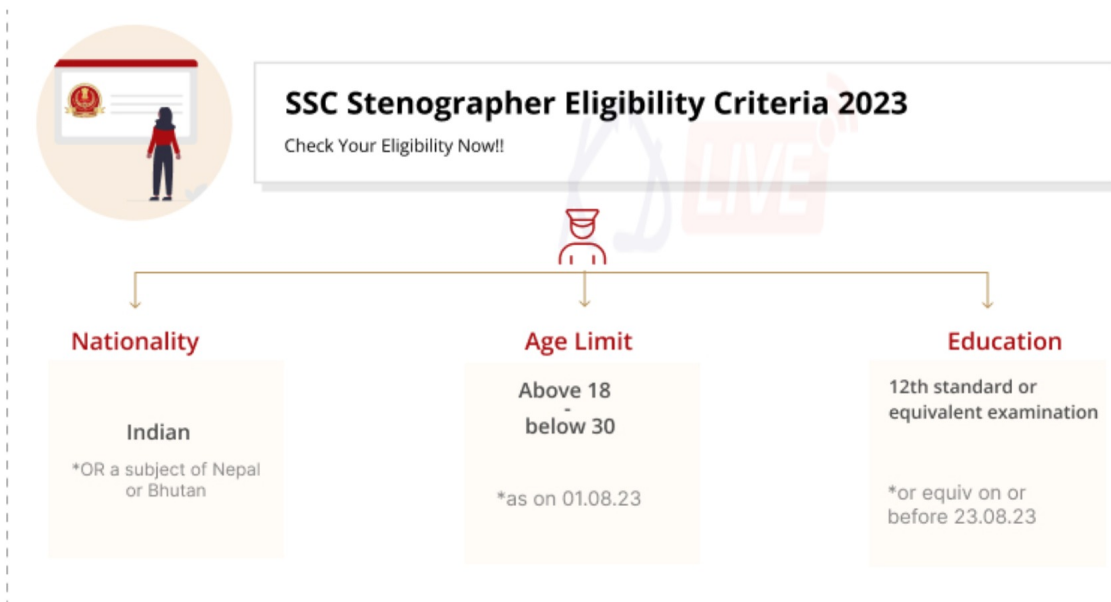 SSC Stenographer Eligibility Criteria 2023
Check Your Eligibility Now!!
LIVE
Nationality
Indian
*OR a subject of Nepal
or Bhutan
Age Limit
Above 18
-
below 30
*as on 01.08.23
Education
12th standard or
equivalent examination
*or equiv on or
before 23.08.23